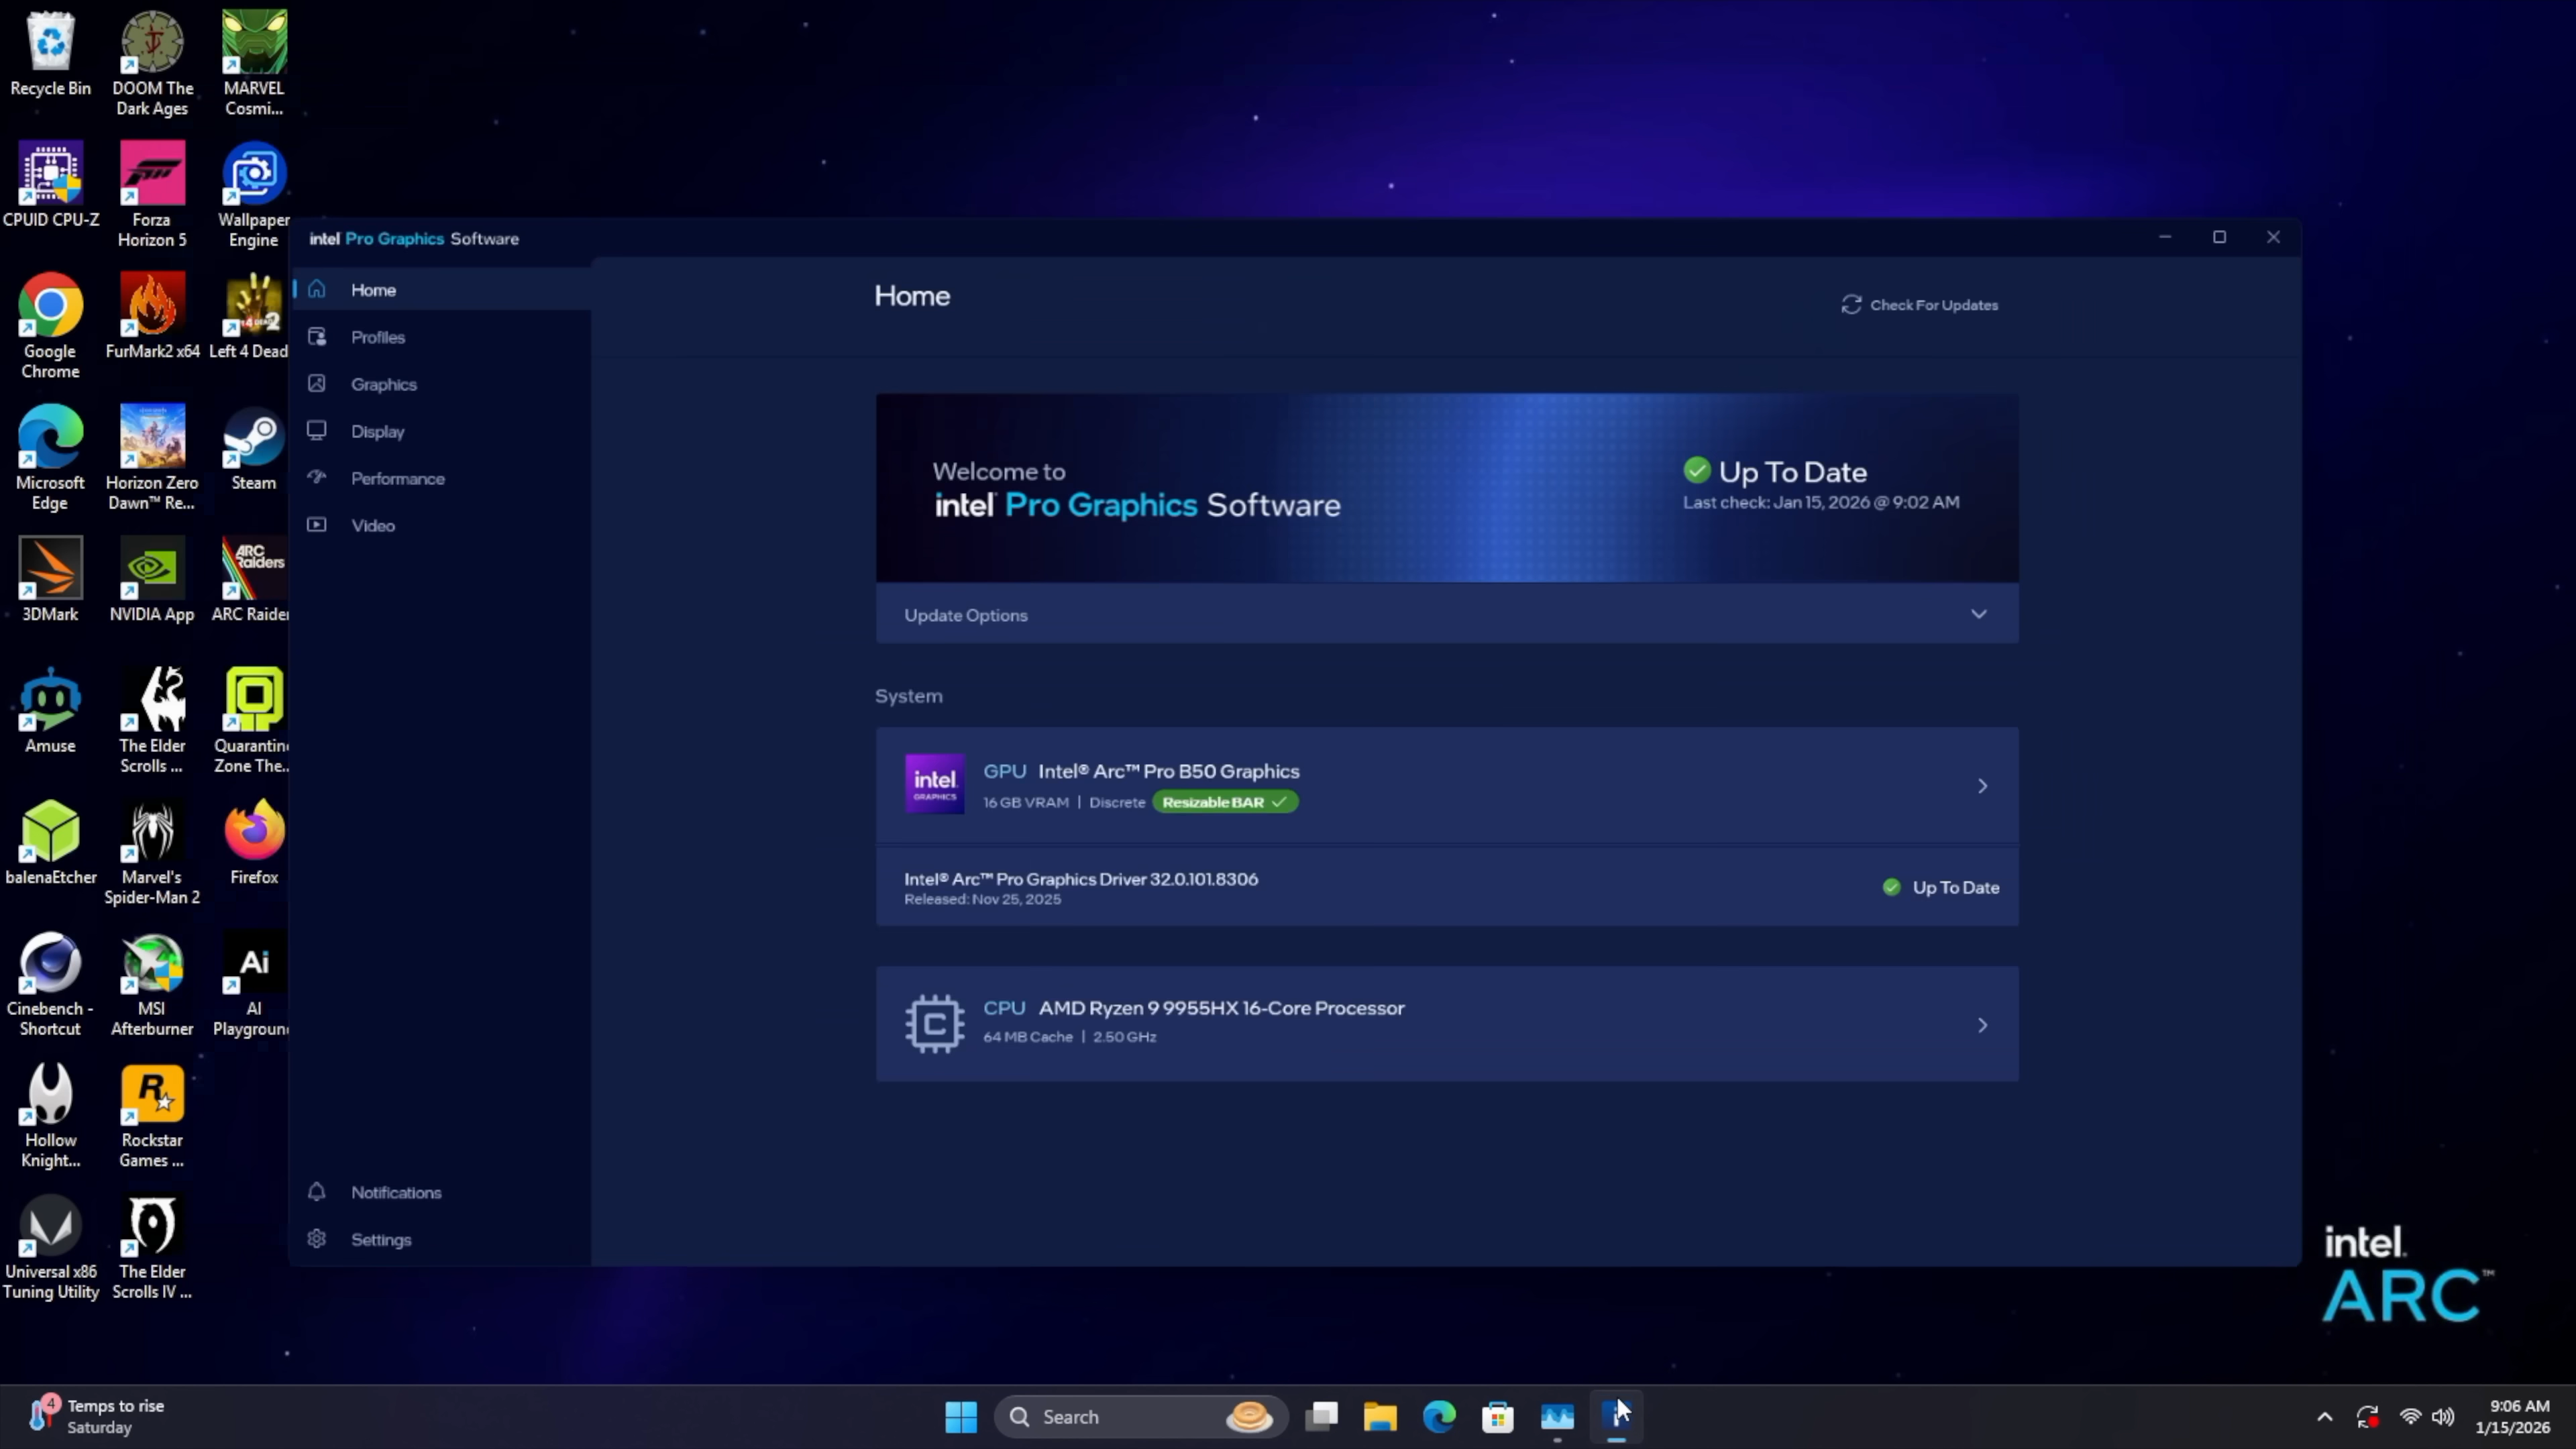 Recycle Bin
DOOM The
Dark Ages
MARVEL
Cosmi...
CPUID CPU-Z
Forza
Horizon 5
Wallpaper
Engine
Google
Chrome
FurMark2 x64
Left 4 Dead
Microsoft
Edge
Horizon Zero
Dawn™ Re...
Steam
3DMark
NVIDIA App
ARC
Raiders
ARC Raider
Amuse
The Elder
Scrolls ...
Quarantine
Zone The...
balenaEtcher
Marvel's
Spider-Man 2
Firefox
Cinebench -
Shortcut
MSI
Afterburner
Ai
AI
Playground
Hollow
Knight...
Rockstar
Games ...
Universal x86
Tuning Utility
The Elder
Scrolls IV ...
intel Pro Graphics Software
Home
Profiles
Graphics
Display
Performance
Video
Notifications
Settings
Home
Check For Updates
Welcome to
intel Pro Graphics Software
Up To Date
Last check: Jan 15, 2026 @ 9:02 AM
Update Options
System
intel
GRAPHICS
GPU Intel® Arc™ Pro B50 Graphics
16 GB VRAM | Discrete Resizable BAR
Intel® Arc™ Pro Graphics Driver 32.0.101.8306
Released: Nov 25, 2025
Up To Date
CPU AMD Ryzen 9 9955HX 16-Core Processor
64 MB Cache | 2.50 GHz
intel.
ARC™
4
Temps to rise
Saturday
Search
9:06 AM
1/15/2026